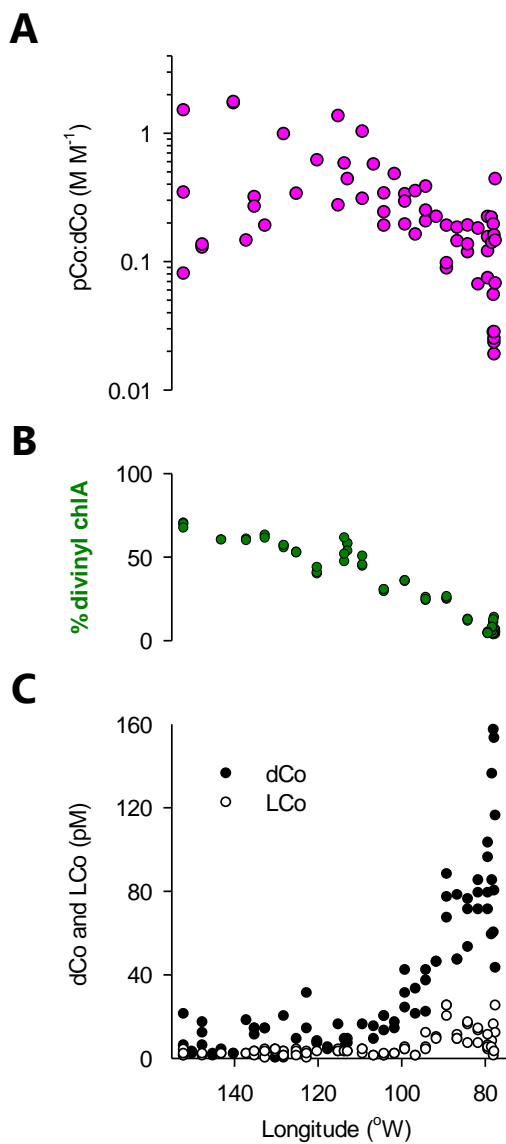 A
pCo:dCo (M M⁻¹)
1
0.1
0.01
B
%divinyl chlA
100
50
0
C
dCo and LCo (pM)
160
120
80
40
0
dCo
LCo
140 120 100 80
Longitude (°W)